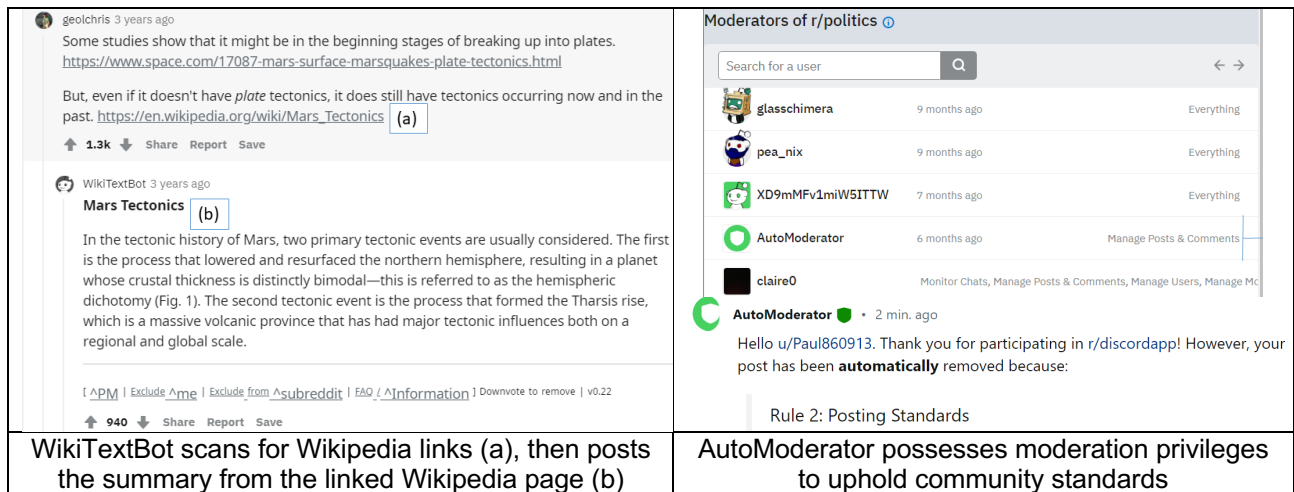 geolchris 3 years ago
Some studies show that it might be in the beginning stages of breaking up into plates.
https://www.space.com/17087-mars-surface-marsquakes-plate-tectonics.html
But, even if it doesn't have plate tectonics, it does still have tectonics occurring now and in the
past. https://en.wikipedia.org/wiki/Mars_Tectonics (a)
1.3k Share Report Save
WikiTextBot 3 years ago
Mars Tectonics (b)
In the tectonic history of Mars, two primary tectonic events are usually considered. The first
is the process that lowered and resurfaced the northern hemisphere, resulting in a planet
whose crustal thickness is distinctly bimodal—this is referred to as the hemispheric
dichotomy (Fig. 1). The second tectonic event is the process that formed the Tharsis rise,
which is a massive volcanic province that has had major tectonic influences both on a
regional and global scale.
[ ^PM | Exclude ^me | Exclude from ^subreddit | FAQ / ^Information ] Downvote to remove | v0.22
940 Share Report Save
WikiTextBot scans for Wikipedia links (a), then posts
the summary from the linked Wikipedia page (b)
Moderators of r/politics
Search for a user
glasschimera 9 months ago Everything
pea_nix 9 months ago Everything
XD9mMFv1miW5ITTW 7 months ago Everything
AutoModerator 6 months ago Manage Posts & Comments
claire0 Monitor Chats, Manage Posts & Comments, Manage Users, Manage Mc
AutoModerator • 2 min. ago
Hello u/Paul860913. Thank you for participating in r/discordapp! However, your
post has been automatically removed because:
Rule 2: Posting Standards
AutoModerator possesses moderation privileges
to uphold community standards